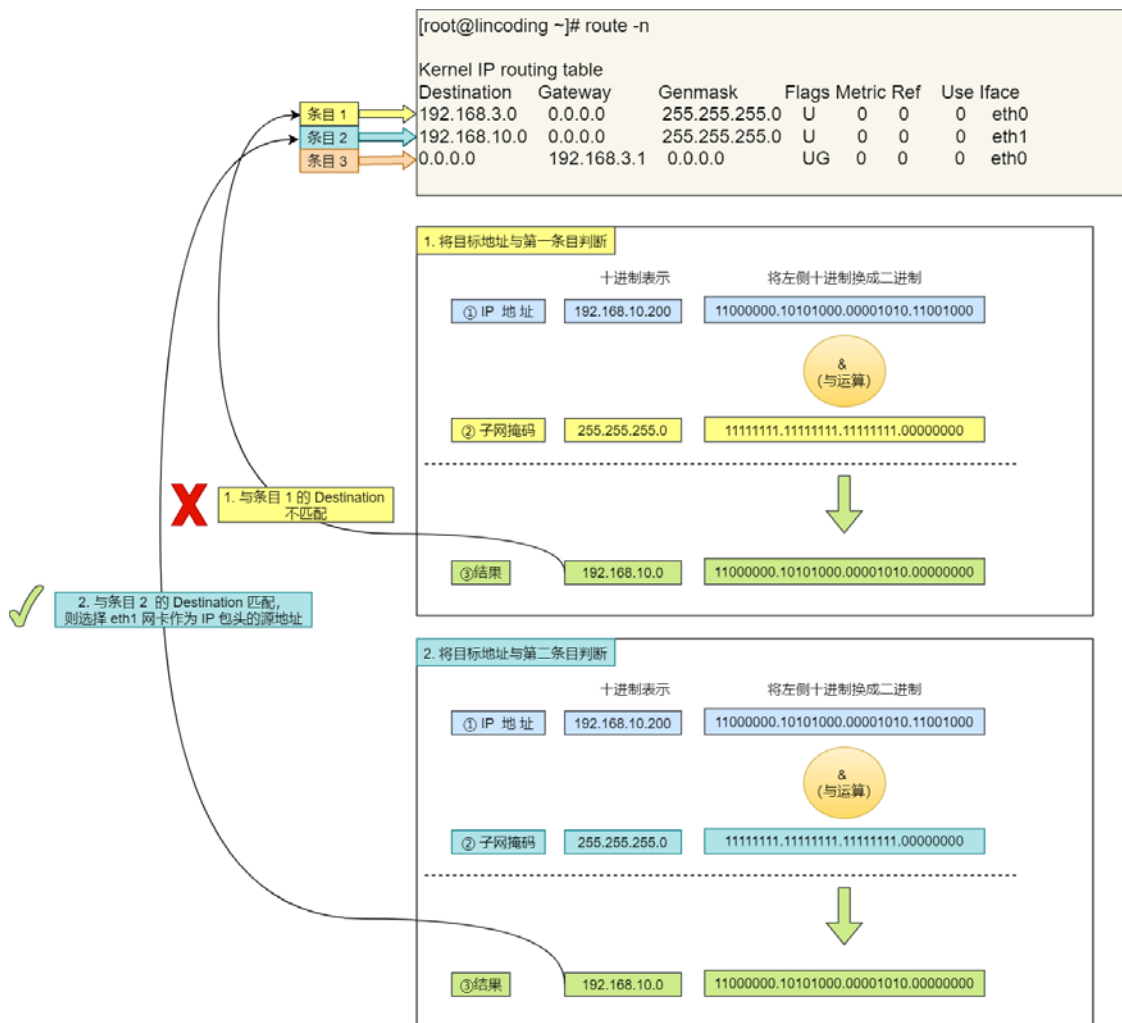 [root@lincoding ~]# route -n
Kernel IP routing table
Destination Gateway Genmask Flags Metric Ref Use Iface
条目 1 192.168.3.0 0.0.0.0 255.255.255.0 U 0 0 0 eth0
条目 2 192.168.10.0 0.0.0.0 255.255.255.0 U 0 0 0 eth1
条目 3 0.0.0.0 192.168.3.1 0.0.0.0 UG 0 0 0 eth0
1. 将目标地址与第一条目判断
十进制表示 将左侧十进制换成二进制
① IP 地 址 192.168.10.200 11000000.10101000.00001010.11001000
&
(与运算)
② 子网掩码 255.255.255.0 11111111.11111111.11111111.00000000
1. 与条目 1 的 Destination
不匹配
③结果 192.168.10.0 11000000.10101000.00001010.00000000
2. 与条目 2 的 Destination 匹配，
则选择 eth1 网卡作为 IP 包头的源地址
2. 将目标地址与第二条目判断
十进制表示 将左侧十进制换成二进制
① IP 地 址 192.168.10.200 11000000.10101000.00001010.11001000
&
(与运算)
② 子网掩码 255.255.255.0 11111111.11111111.11111111.00000000
③结果 192.168.10.0 11000000.10101000.00001010.00000000